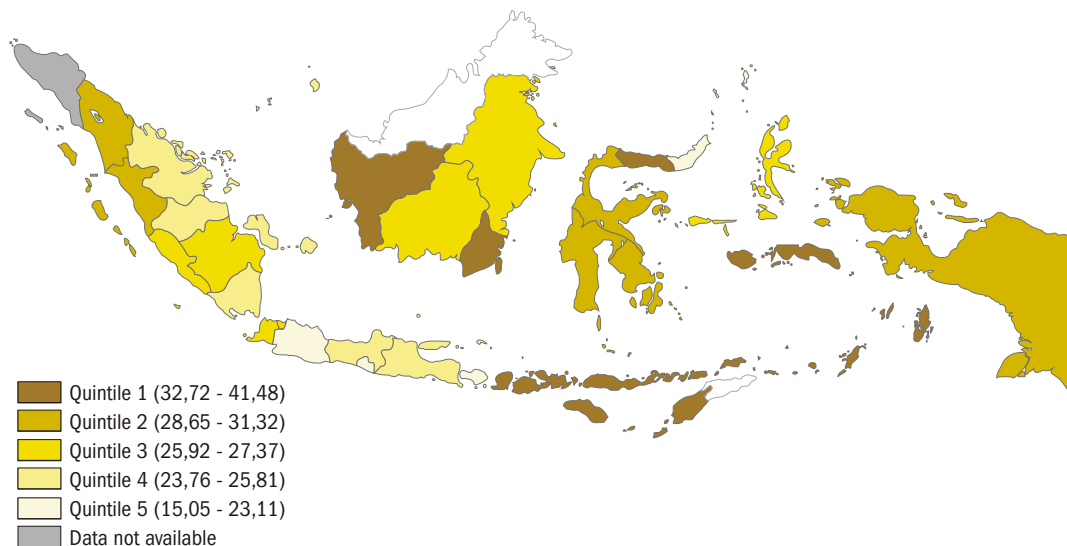 Quintile 1 (32,72 - 41,48)
Quintile 2 (28,65 - 31,32)
Quintile 3 (25,92 - 27,37)
Quintile 4 (23,76 - 25,81)
Quintile 5 (15,05 - 23,11)
Data not available